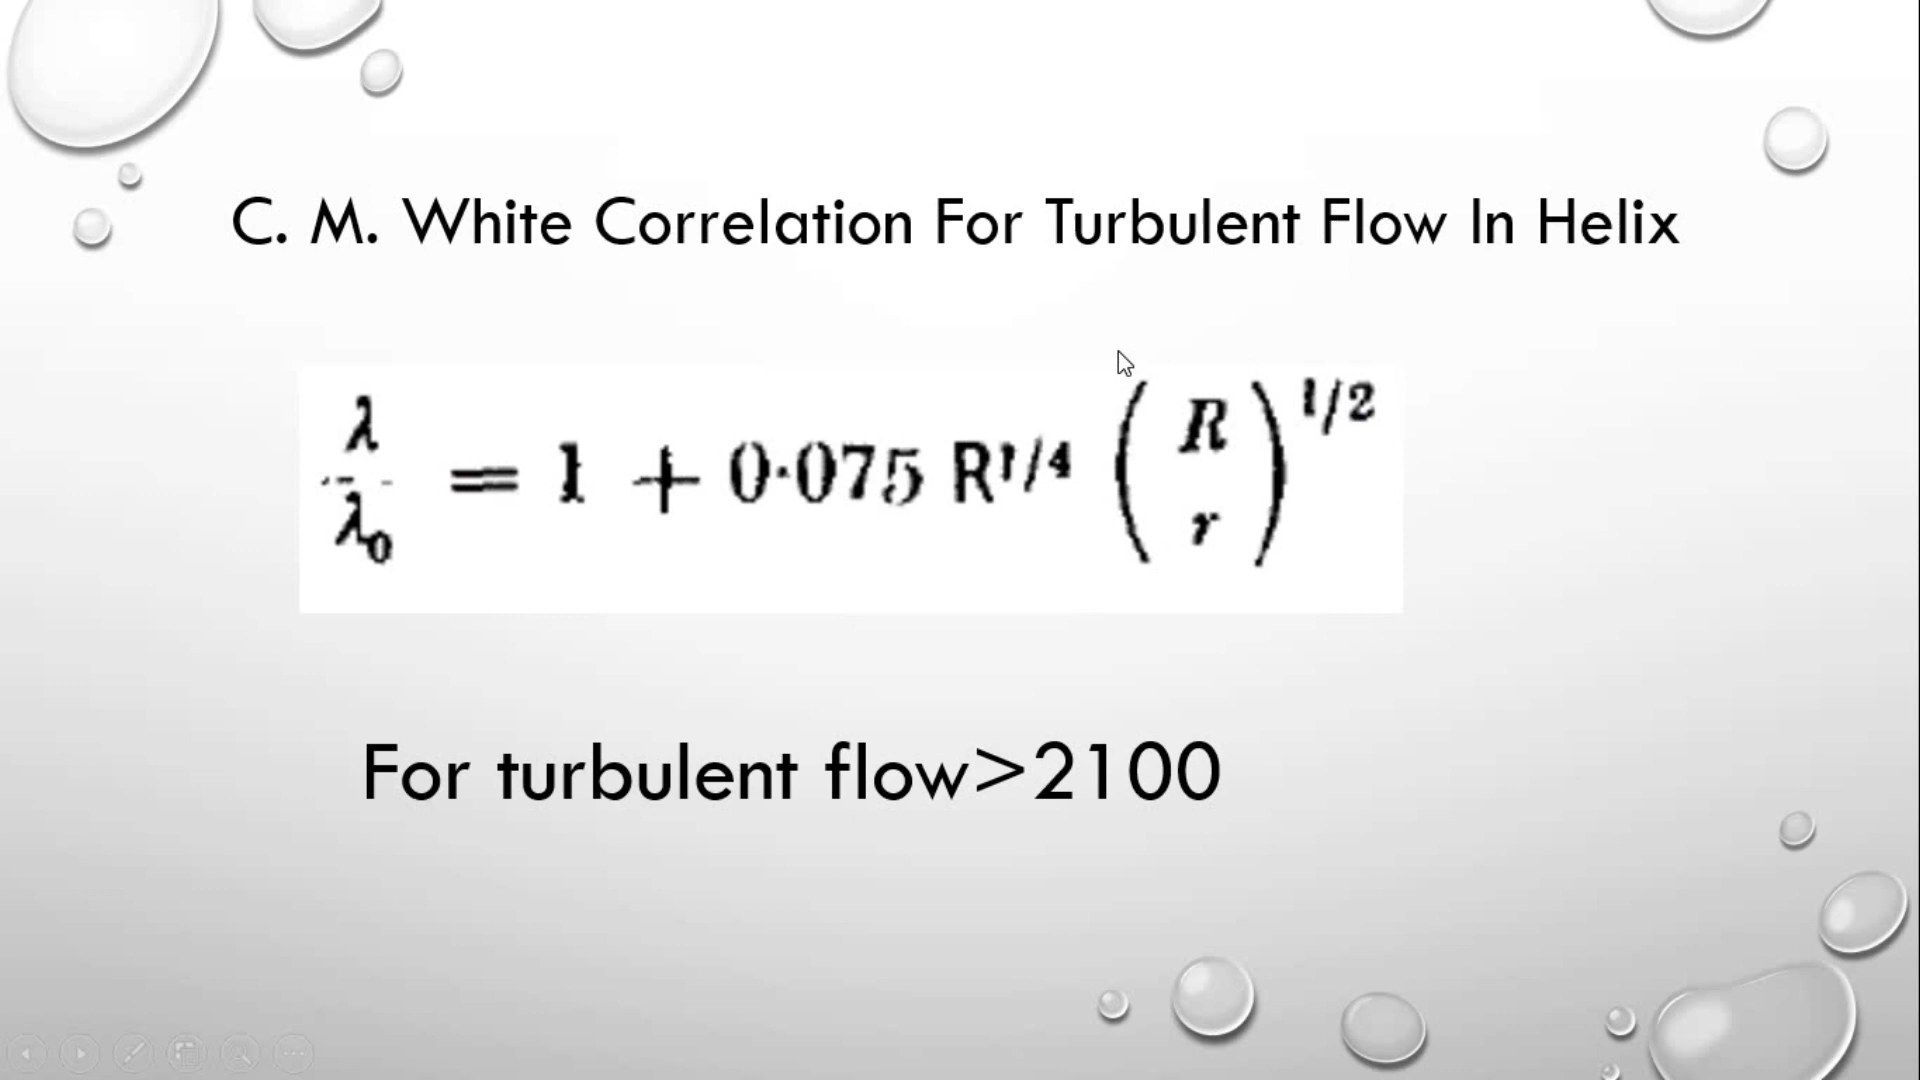 C. M. White Correlation For Turbulent Flow In Helix
λ/λ₀ = 1 + 0·075 R^1/4 (R/r)^1/2
For turbulent flow>2100